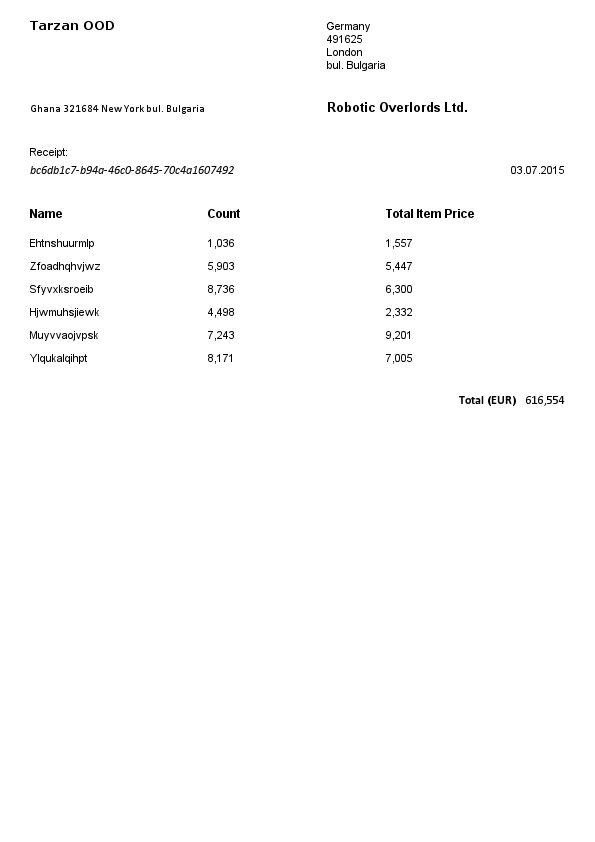 Tarzan OOD
Germany
491625
London
bul. Bulgaria
Ghana 321684 New York bul. Bulgaria
Robotic Overlords Ltd.
Receipt:
bc6db1c7-b94a-46c0-8645-70c4a1607492
03.07.2015
Name Count Total Item Price
Ehtnshuurmlp 1,036 1,557
Zfoadhqhvjwz 5,903 5,447
Sfyvxksroeib 8,736 6,300
Hjwmuhsjiewk 4,498 2,332
Muyvvaojvpsk 7,243 9,201
Ylqukalqihpt 8,171 7,005
Total (EUR) 616,554